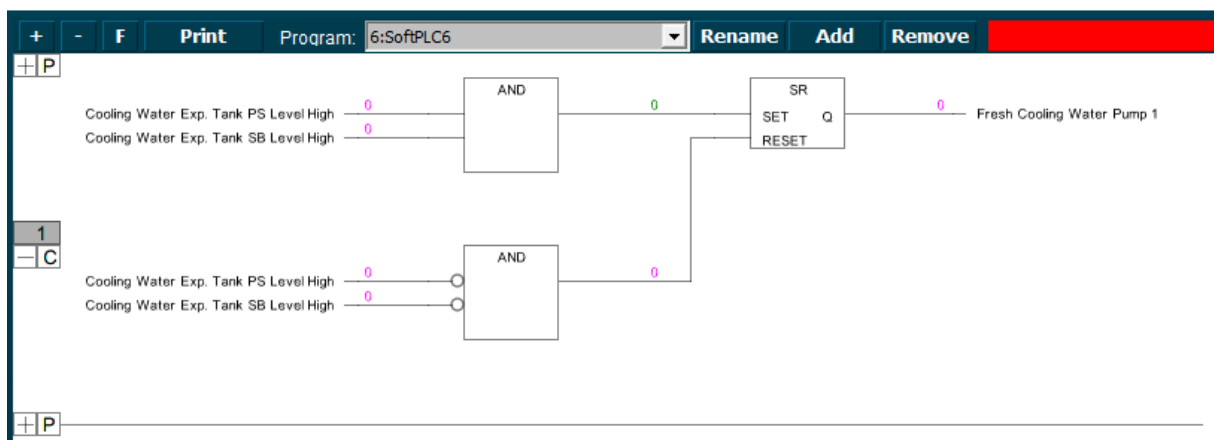 + - F Print Program: 6:SoftPLC6 Rename Add Remove
+ P
AND SR
Cooling Water Exp. Tank PS Level High 0 0 SET Q 0 Fresh Cooling Water Pump 1
Cooling Water Exp. Tank SB Level High 0 RESET
1
- C
AND
Cooling Water Exp. Tank PS Level High 0 0
Cooling Water Exp. Tank SB Level High 0
+ P